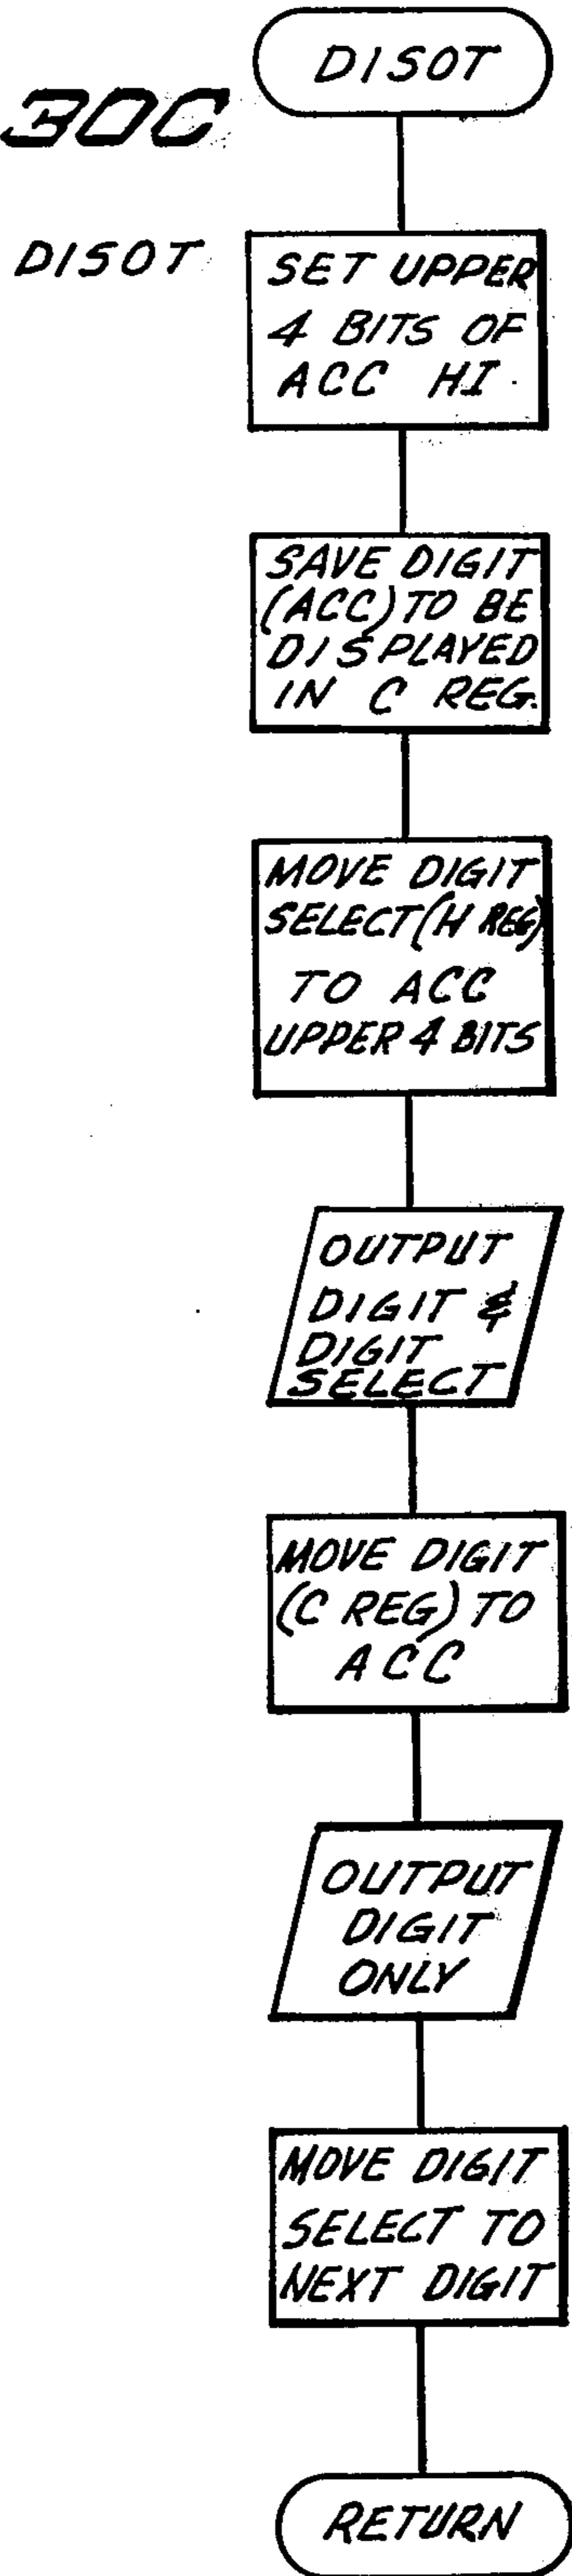 DISOT
30C
DISOT
SET UPPER
4 BITS OF
ACC HI.
SAVE DIGIT
(ACC) TO BE
DISPLAYED
IN C REG.
MOVE DIGIT
SELECT (H REG)
TO ACC
UPPER 4 BITS
OUTPUT
DIGIT &
DIGIT
SELECT
MOVE DIGIT
(C REG) TO
ACC
OUTPUT
DIGIT
ONLY
MOVE DIGIT
SELECT TO
NEXT DIGIT
RETURN